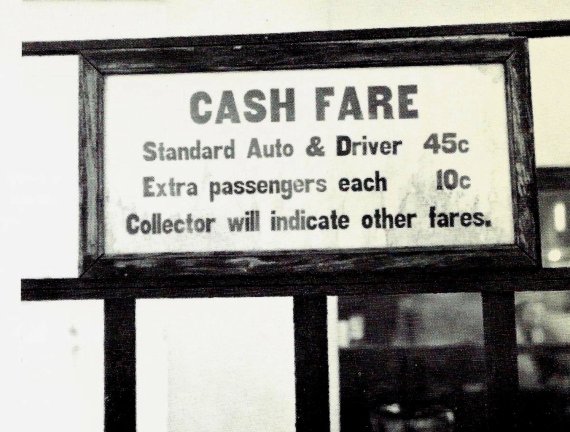 CASH FARE
Standard Auto & Driver 45c
Extra passengers each 10c
Collector will indicate other fares.